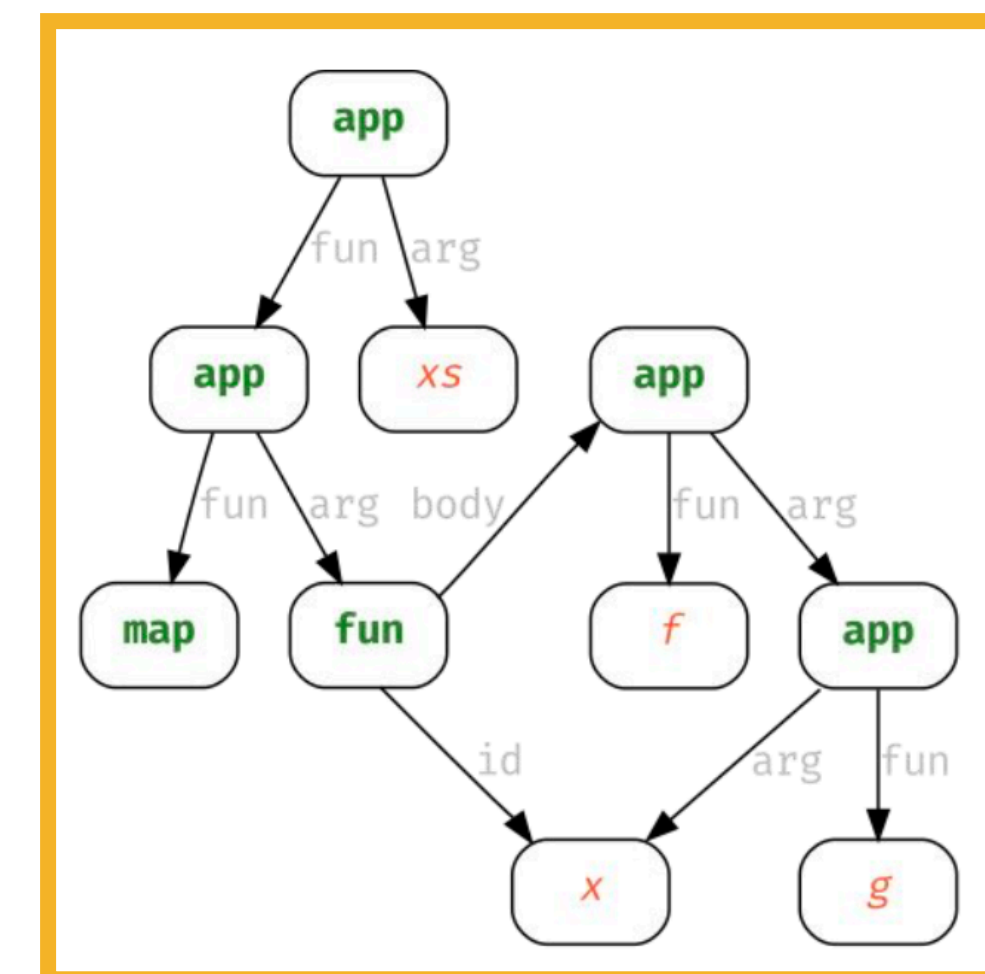 app
fun arg
app xs app
fun arg body fun arg
map fun f app
id arg fun
x g